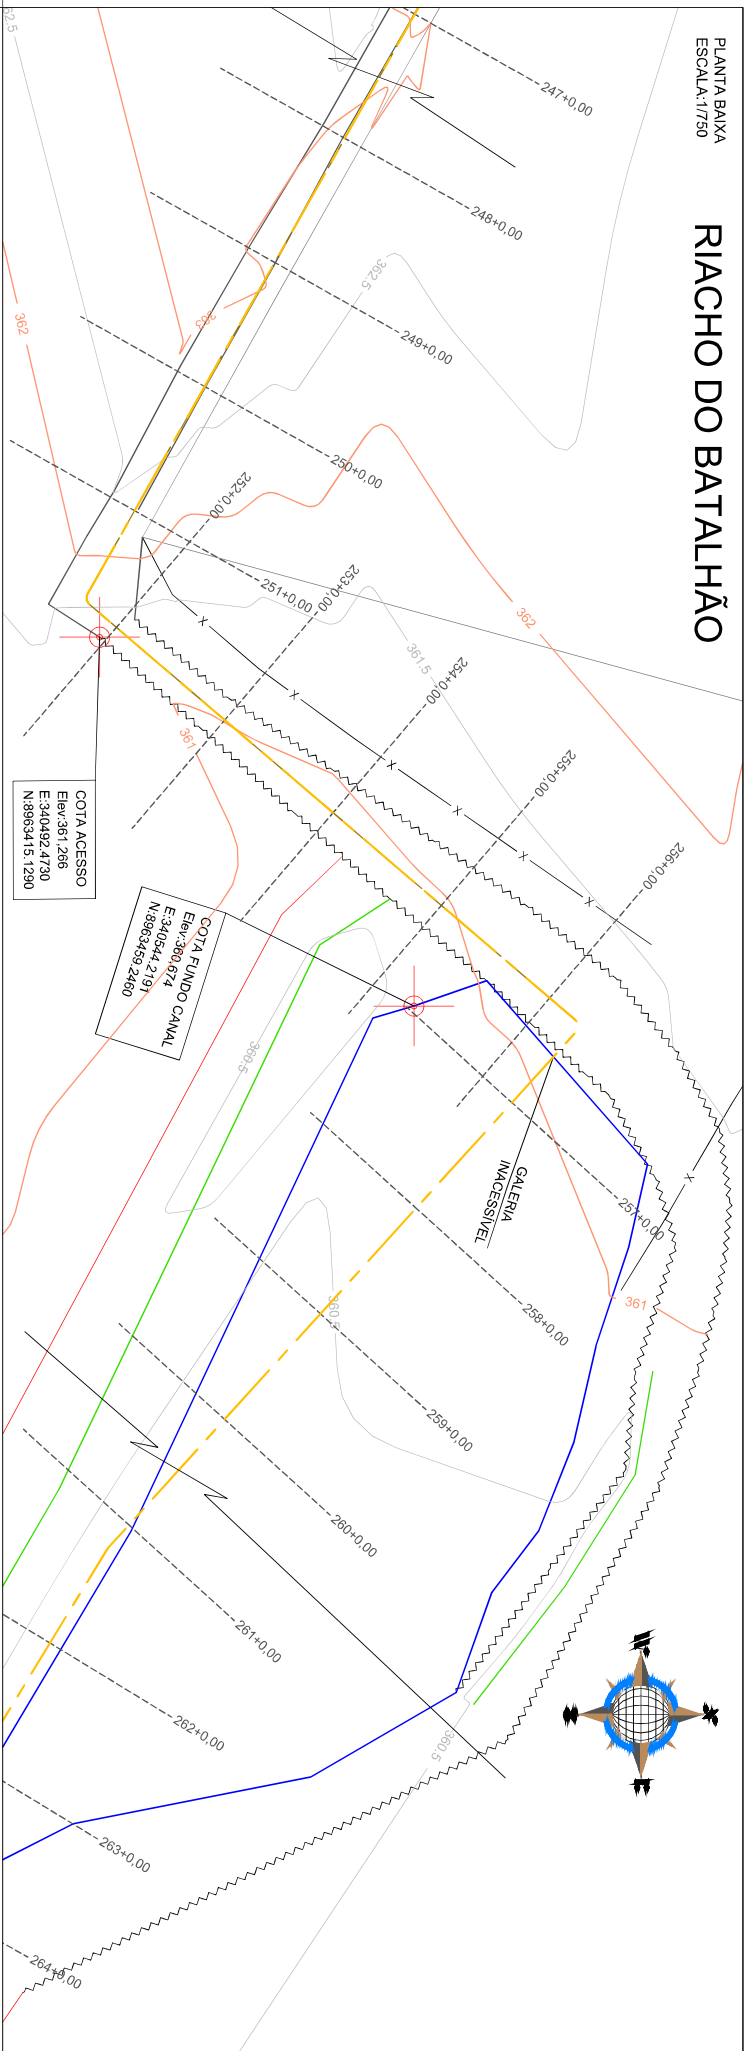 PLANTA BAIXA
ESCALA:1/750
RIACHO DO BATALHÃO
247+0,00
248+0,00
249+0,00
250+0,00
251+0,00
252+0,00
253+0,00
254+0,00
255+0,00
256+0,00
257+0,00
258+0,00
259+0,00
260+0,00
261+0,00
262+0,00
263+0,00
264+0,00
362.5
363
362
362
361.5
361
361
360.5
360.5
360.5
X
X
X
X
X
X
X
COTA ACESSO
Elev:361,266
E:340492.4730
N:8963415.1290
COTA FUNDO CANAL
Elev:360,674
E:340544.2191
N:8963459.2460
GALERIA
INACESSÍVEL